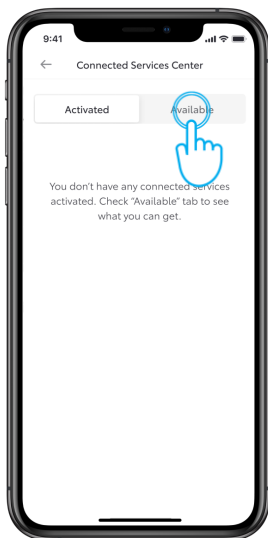 9:41
Connected Services Center
Activated
Available
You don't have any connected services
activated. Check "Available" tab to see
what you can get.